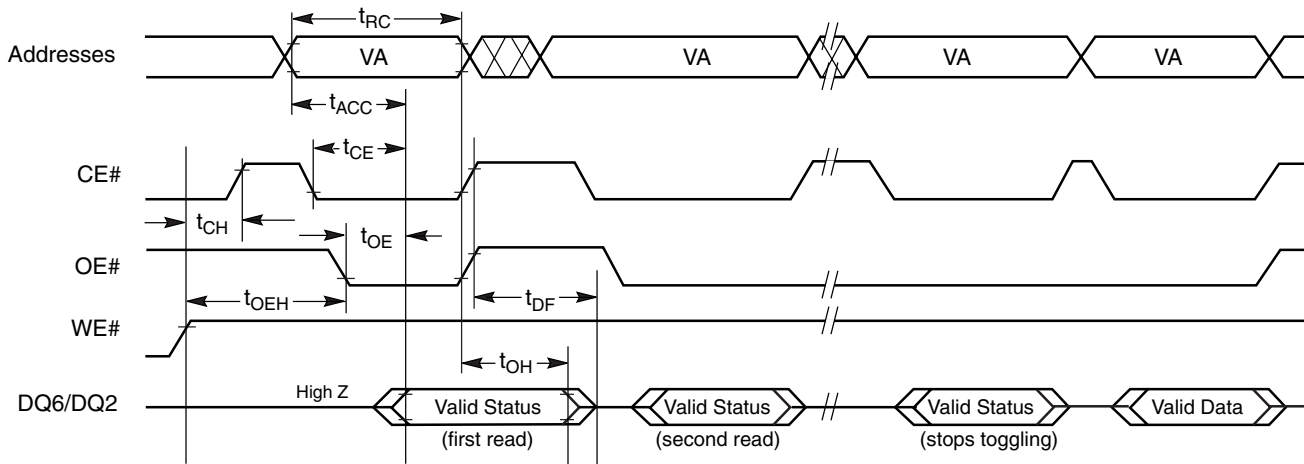 tRC
Addresses VA VA VA VA
tACC
tCE
CE#
tCH
tOE
OE#
tOEH
tDF
WE#
tOH
DQ6/DQ2 High Z Valid Status Valid Status Valid Status Valid Data
(first read) (second read) (stops toggling)